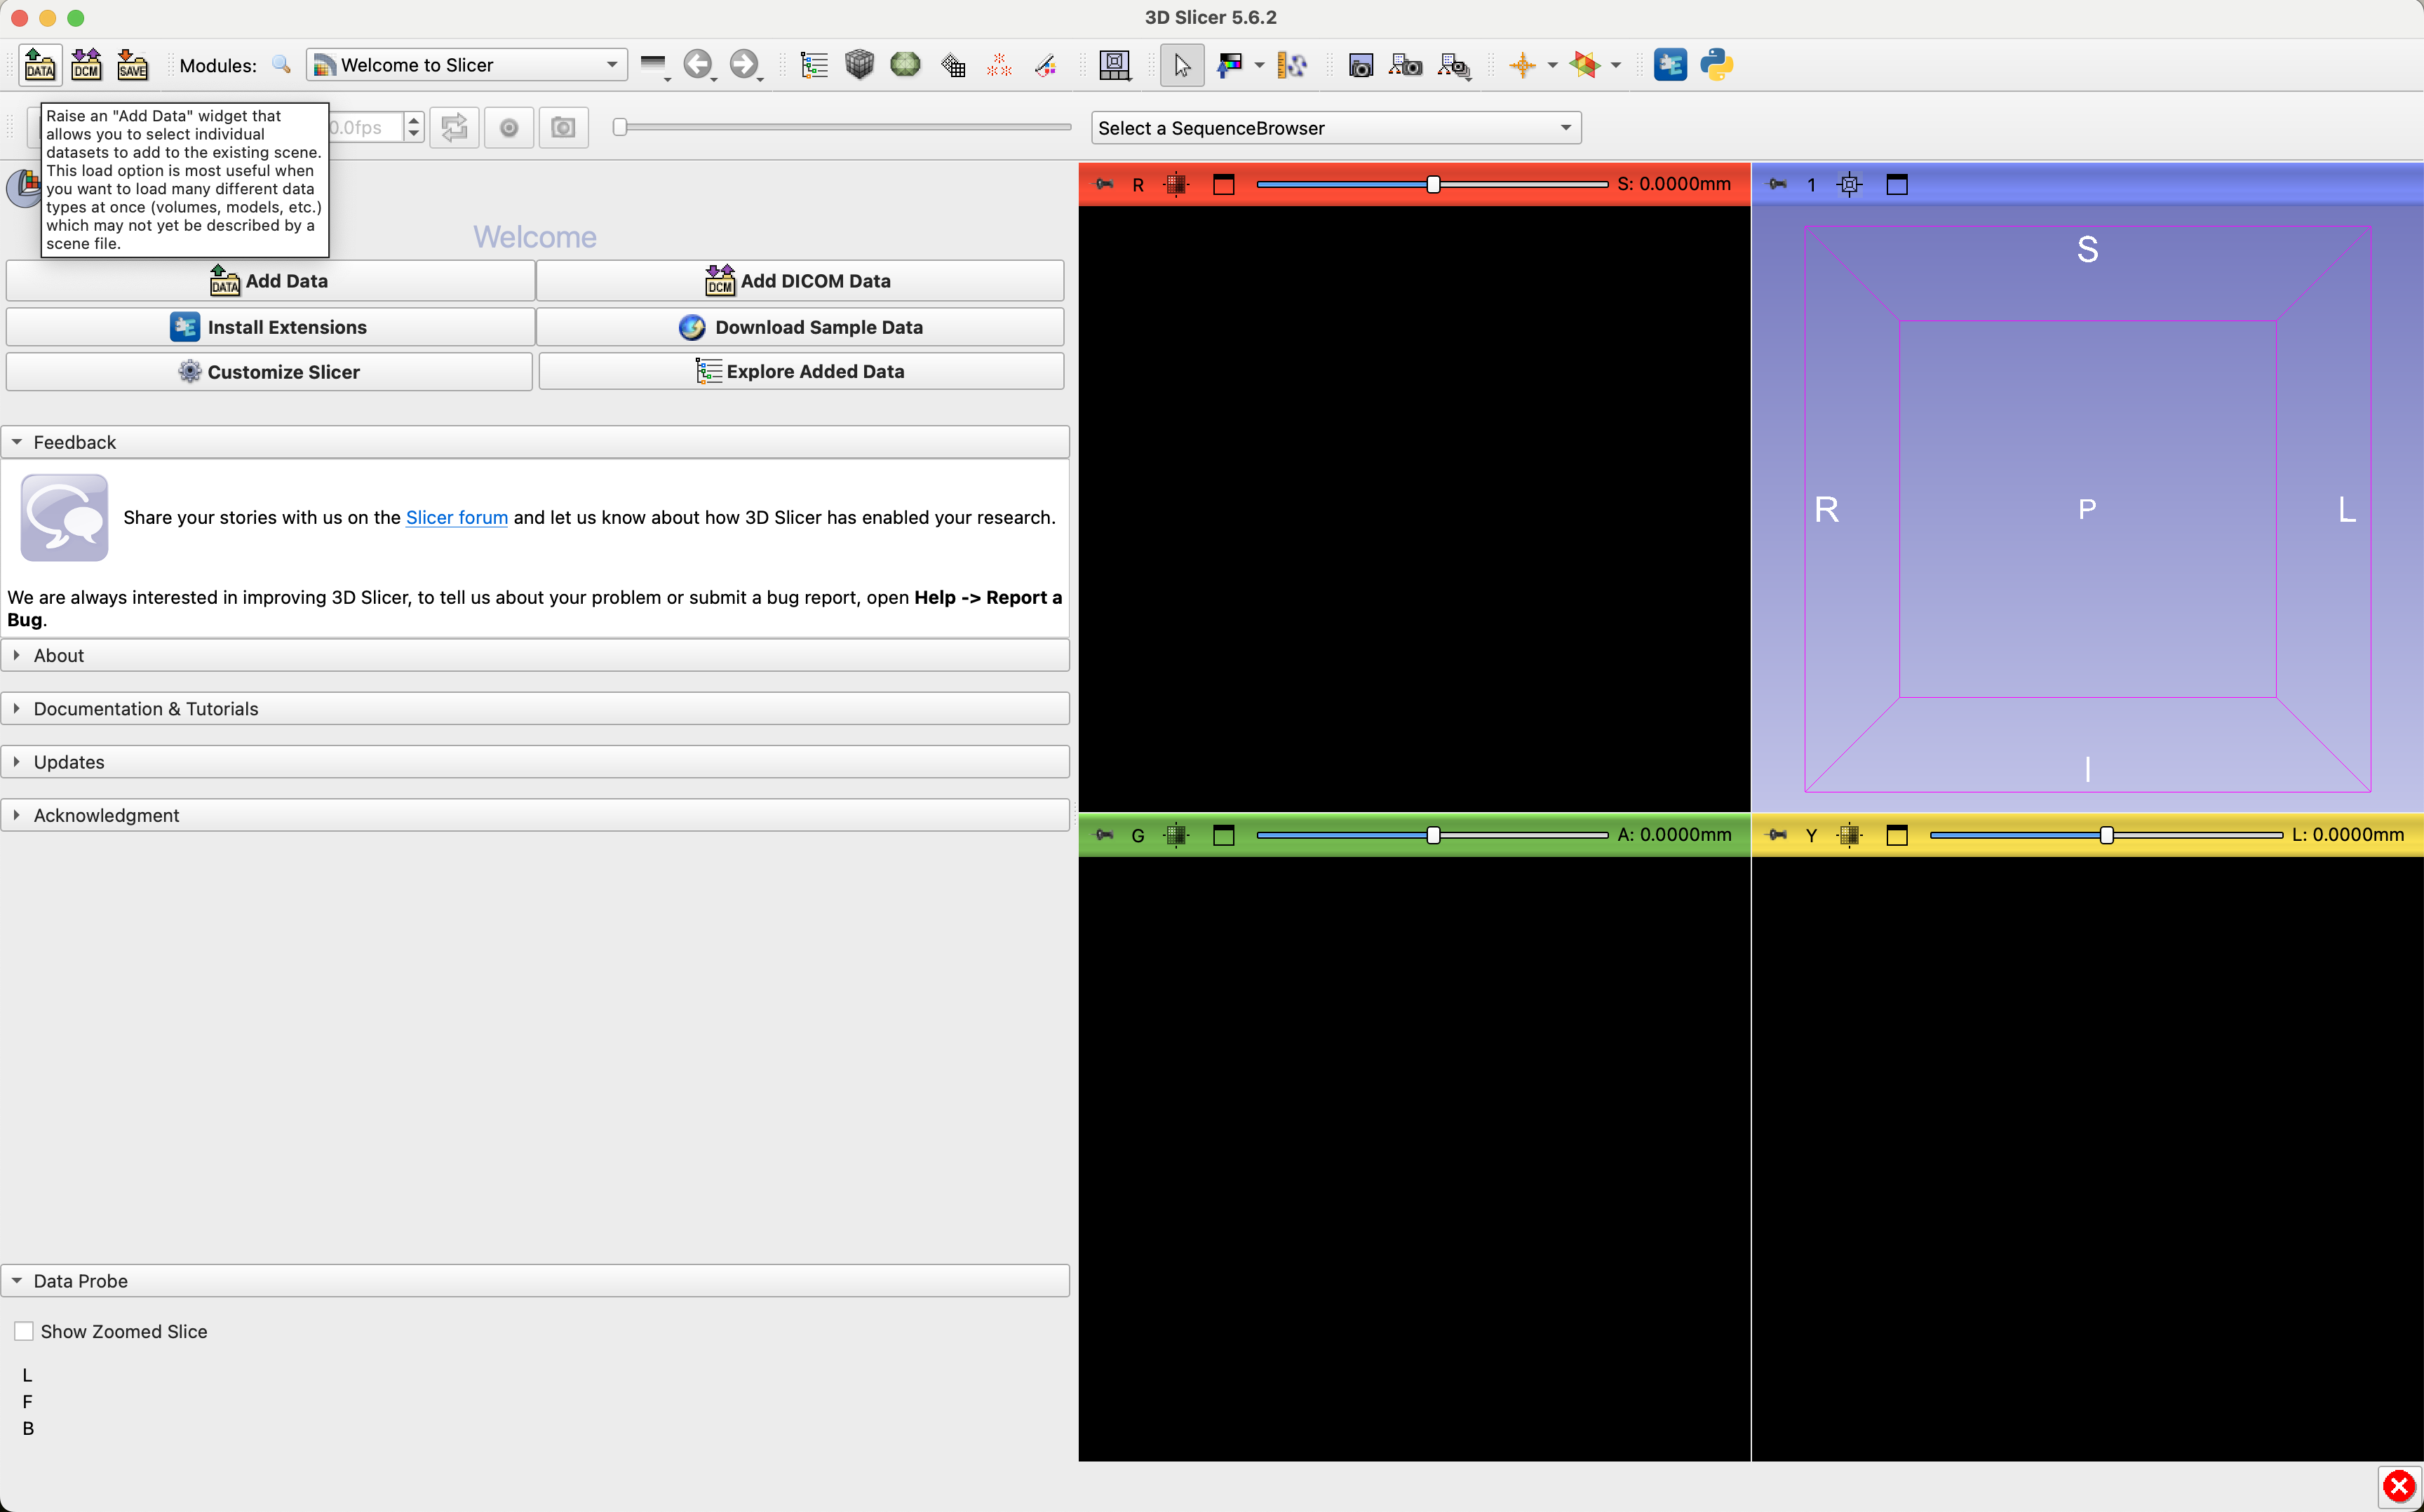 3D Slicer 5.6.2
DATA
DCM
SAVE
Modules:
Welcome to Slicer
Raise an "Add Data" widget that
allows you to select individual
datasets to add to the existing scene.
This load option is most useful when
you want to load many different data
types at once (volumes, models, etc.)
which may not yet be described by a
scene file.
0.0fps
Select a SequenceBrowser
Welcome
DATA Add Data
DCM Add DICOM Data
Install Extensions
Download Sample Data
Customize Slicer
Explore Added Data
Feedback
Share your stories with us on the Slicer forum and let us know about how 3D Slicer has enabled your research.
We are always interested in improving 3D Slicer, to tell us about your problem or submit a bug report, open Help -> Report a
Bug.
About
Documentation & Tutorials
Updates
Acknowledgment
Data Probe
Show Zoomed Slice
L
F
B
R
S: 0.0000mm
1
S
R
P
L
I
G
A: 0.0000mm
Y
L: 0.0000mm